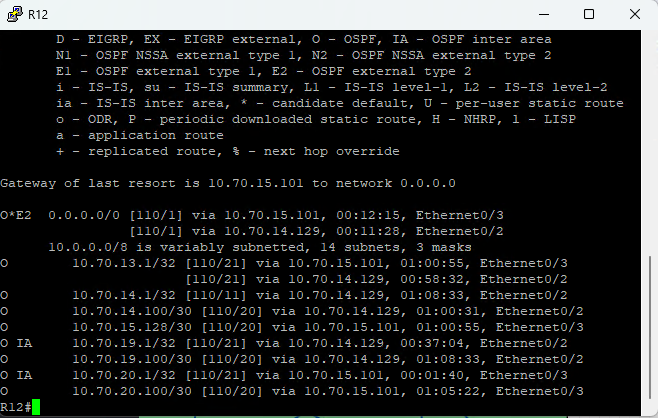 R12
D - EIGRP, EX - EIGRP external, O - OSPF, IA - OSPF inter area
N1 - OSPF NSSA external type 1, N2 - OSPF NSSA external type 2
E1 - OSPF external type 1, E2 - OSPF external type 2
i - IS-IS, su - IS-IS summary, L1 - IS-IS level-1, L2 - IS-IS level-2
ia - IS-IS inter area, * - candidate default, U - per-user static route
o - ODR, P - periodic downloaded static route, H - NHRP, l - LISP
a - application route
+ - replicated route, % - next hop override
Gateway of last resort is 10.70.15.101 to network 0.0.0.0
O*E2  0.0.0.0/0 [110/1] via 10.70.15.101, 00:12:15, Ethernet0/3
                [110/1] via 10.70.14.129, 00:11:28, Ethernet0/2
      10.0.0.0/8 is variably subnetted, 14 subnets, 3 masks
O        10.70.13.1/32 [110/21] via 10.70.15.101, 01:00:55, Ethernet0/3
                       [110/21] via 10.70.14.129, 00:58:32, Ethernet0/2
O        10.70.14.1/32 [110/11] via 10.70.14.129, 01:08:33, Ethernet0/2
O        10.70.14.100/30 [110/20] via 10.70.14.129, 01:00:31, Ethernet0/2
O        10.70.15.128/30 [110/20] via 10.70.15.101, 01:00:55, Ethernet0/3
O IA     10.70.19.1/32 [110/21] via 10.70.14.129, 00:37:04, Ethernet0/2
O        10.70.19.100/30 [110/20] via 10.70.14.129, 01:08:33, Ethernet0/2
O IA     10.70.20.1/32 [110/21] via 10.70.15.101, 00:01:40, Ethernet0/3
O        10.70.20.100/30 [110/20] via 10.70.15.101, 01:05:22, Ethernet0/3
R12#